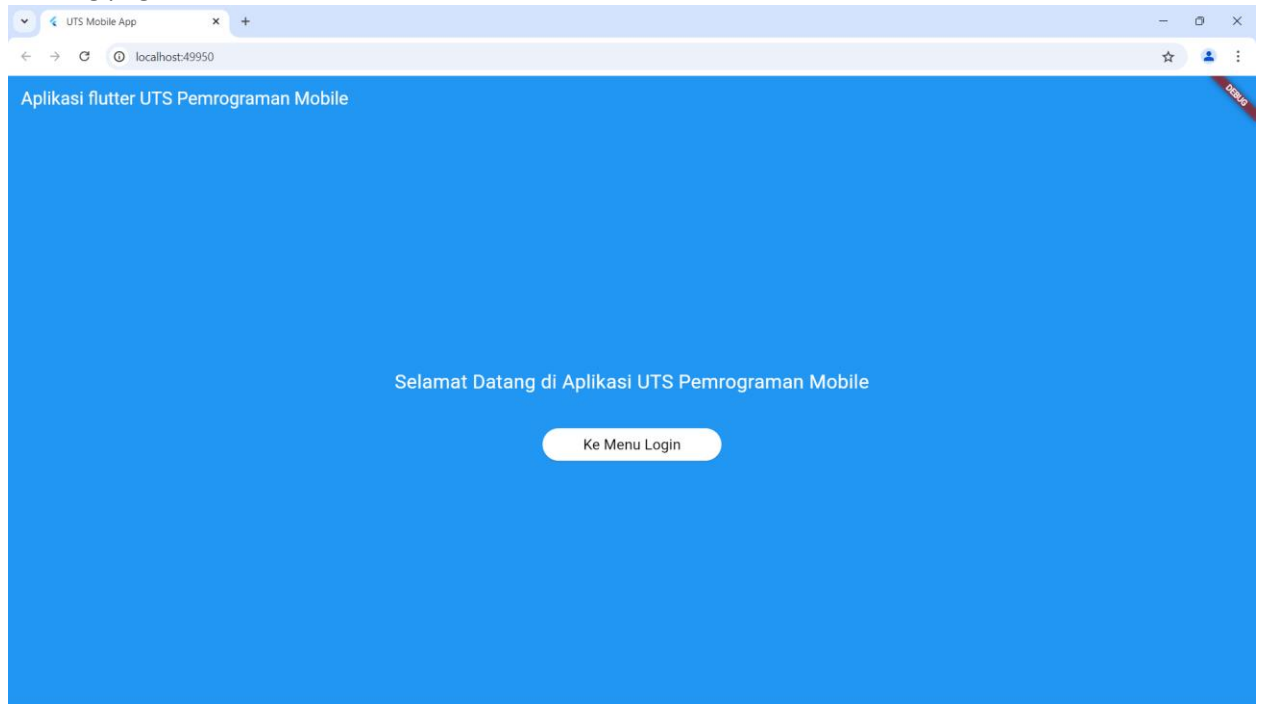 UTS Mobile App
localhost:49950
Aplikasi flutter UTS Pemrograman Mobile
DEBUG
Selamat Datang di Aplikasi UTS Pemrograman Mobile
Ke Menu Login